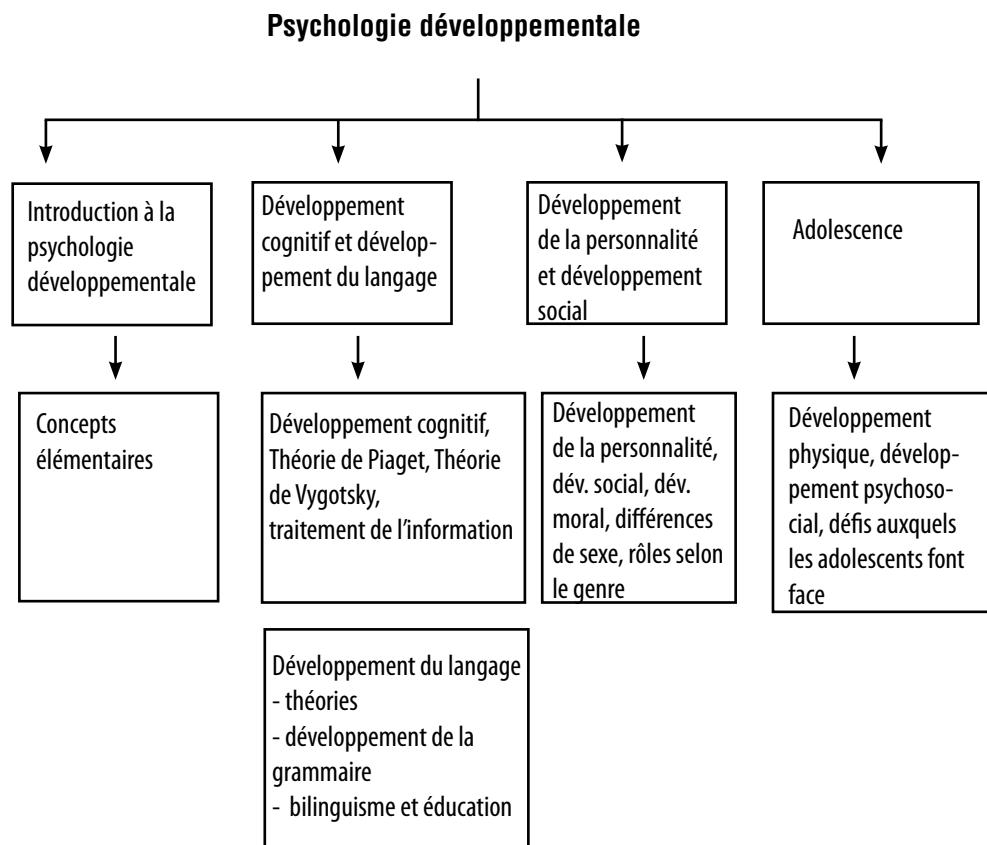 Psychologie développementale
Introduction à la
psychologie
développementale
Développement
cognitif et dévelop-
pement du langage
Développement
de la personnalité
et développement
social
Adolescence
Concepts
élémentaires
Développement cognitif,
Théorie de Piaget, Théorie
de Vygotsky,
traitement de l’information
Développement
de la personnalité,
dév. social, dév.
moral, différences
de sexe, rôles selon
le genre
Développement
physique, dévelop-
pement psychoso-
cial, défis auxquels
les adolescents font
face
Développement du langage
- théories
- développement de la
grammaire
- bilinguisme et éducation